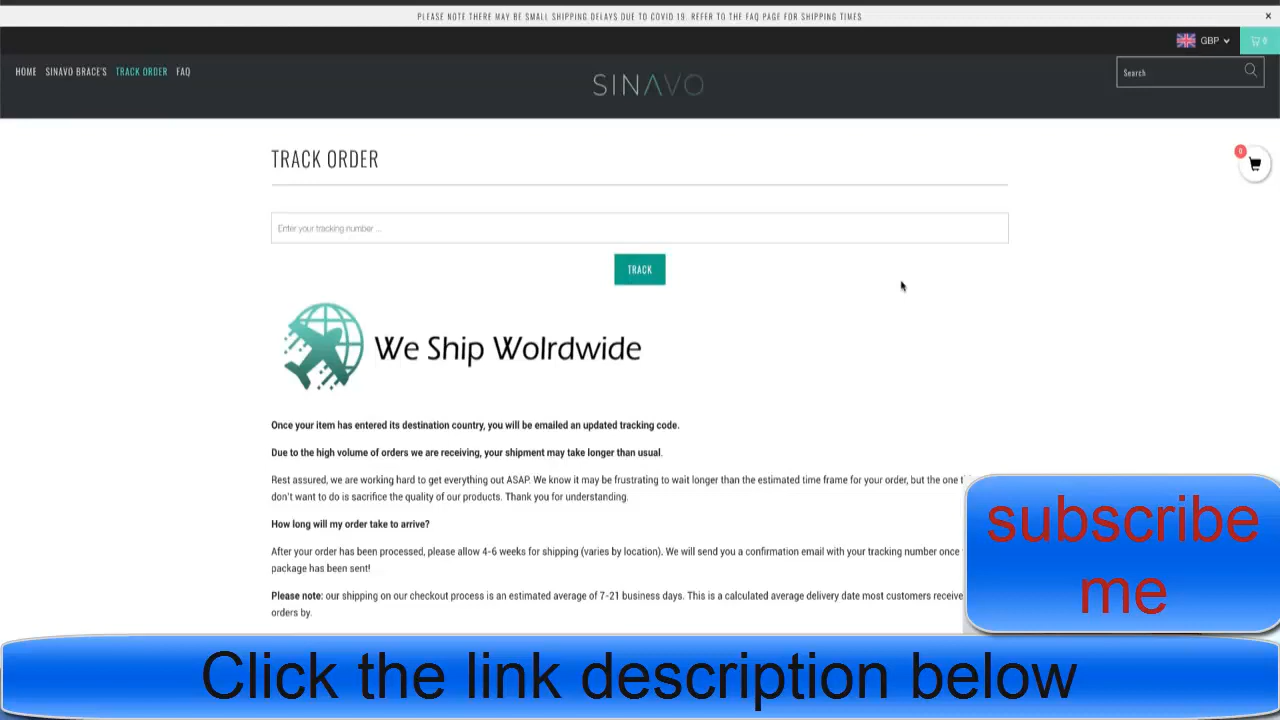 PLEASE NOTE THERE MAY BE SMALL SHIPPING DELAYS DUE TO COVID 19. REFER TO THE FAQ PAGE FOR SHIPPING TIMES
×
GBP
0
HOME SINAVO BRACE'S TRACK ORDER FAQ
SINAVO
Search
TRACK ORDER
0
Enter your tracking number ...
TRACK
We Ship Wolrdwide
Once your item has entered its destination country, you will be emailed an updated tracking code.
Due to the high volume of orders we are receiving, your shipment may take longer than usual.
Rest assured, we are working hard to get everything out ASAP. We know it may be frustrating to wait longer than the estimated time frame for your order, but the one
don't want to do is sacrifice the quality of our products. Thank you for understanding.
How long will my order take to arrive?
After your order has been processed, please allow 4-6 weeks for shipping (varies by location). We will send you a confirmation email with your tracking number once
package has been sent!
Please note: our shipping on our checkout process is an estimated average of 7-21 business days. This is a calculated average delivery date most customers receive
orders by.
subscribe
me
Click the link description below